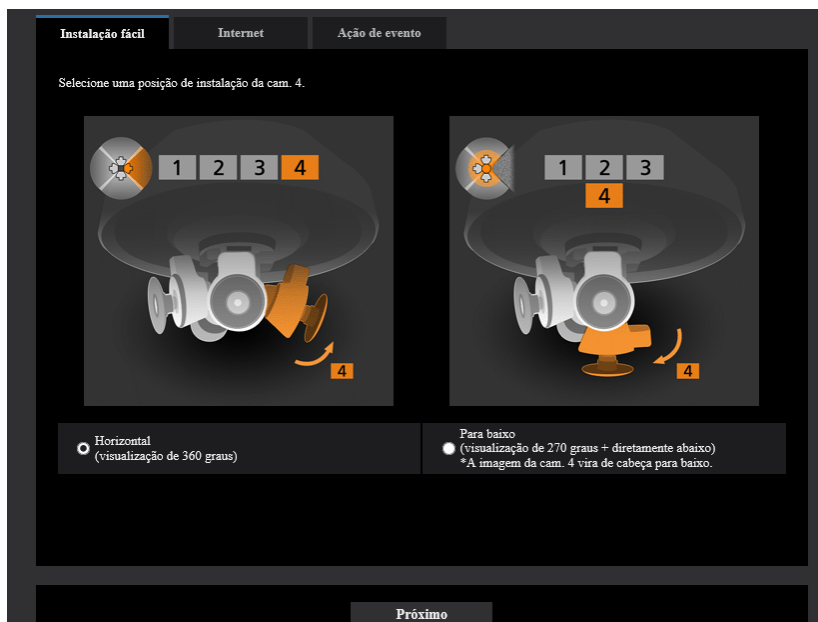 Instalação fácil Internet Ação de evento
Selecione uma posição de instalação da cam. 4.
1 2 3 4
4
1 2 3
4
4
Horizontal
(visualização de 360 graus)
Para baixo
(visualização de 270 graus + diretamente abaixo)
*A imagem da cam. 4 vira de cabeça para baixo.
Próximo